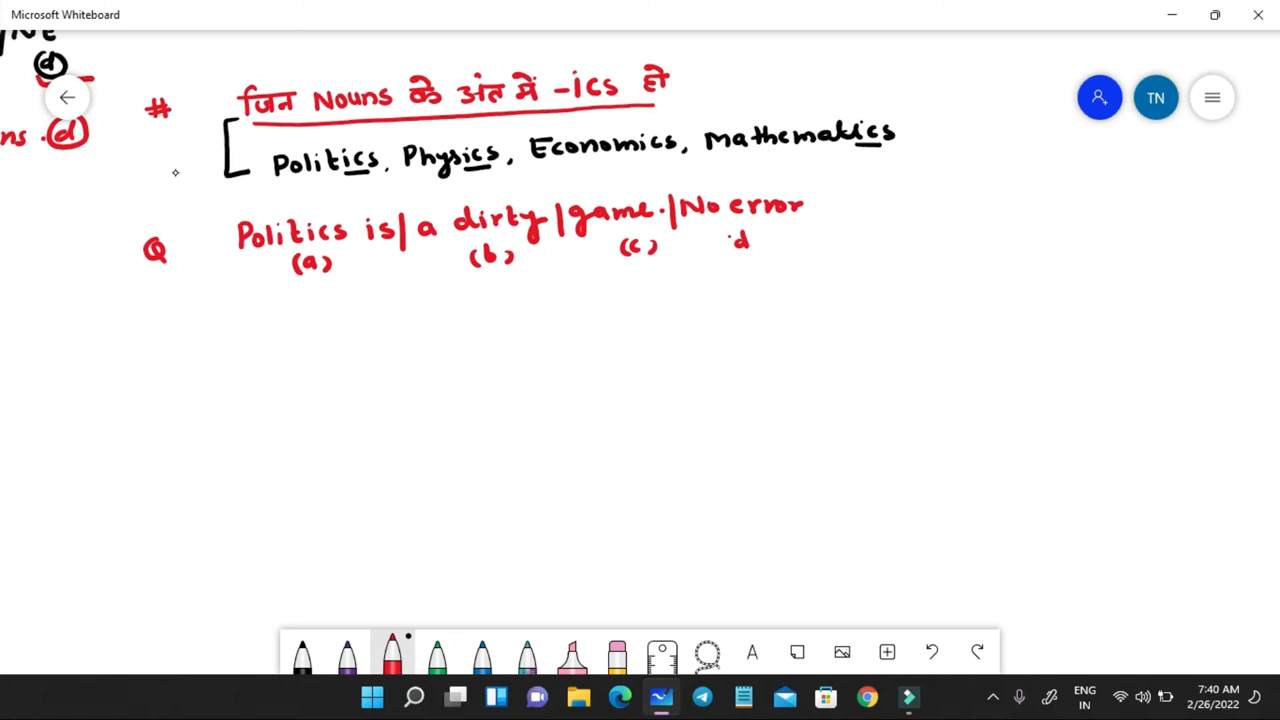 Microsoft Whiteboard
(d)
ns . (d)
# जिन Nouns के अंत में -ics हो
Politics, Physics, Economics, Mathematics
Q Politics is/ a dirty / game. / No error
(a) (b) (c) d
TN
A
ENG
IN
7:40 AM
2/26/2022